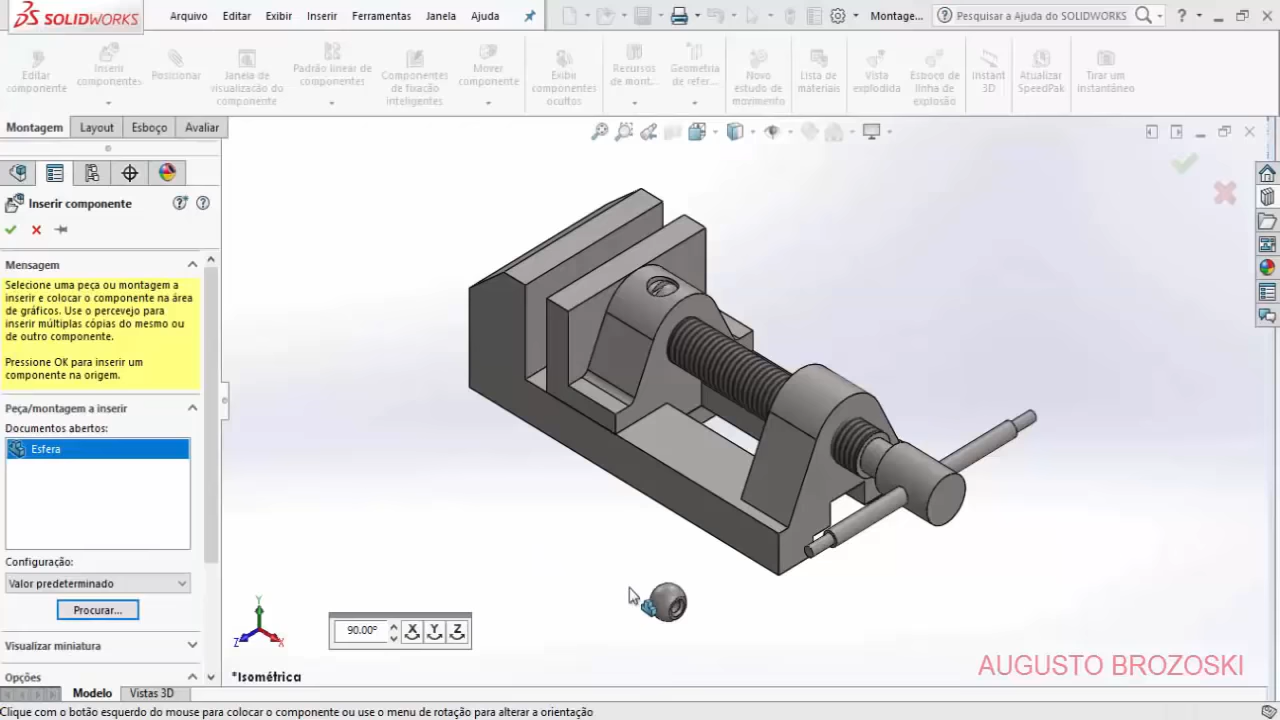 SOLIDWORKS
Arquivo Editar Exibir Inserir Ferramentas Janela Ajuda
Montage...
Pesquisar a Ajuda do SOLIDWORKS
Editar componente
Inserir componentes
Posicionar
Janela de visualização do componente
Padrão linear de componentes
Componentes de fixação inteligentes
Mover componente
Exibir componentes ocultos
Recursos de mont...
Geometria de refer...
Novo estudo de movimento
Lista de materiais
Vista explodida
Esboço de linha de explosão
Instant 3D
Atualizar SpeedPak
Tirar um instantâneo
Montagem Layout Esboço Avaliar
Inserir componente
Mensagem
Selecione uma peça ou montagem a
inserir e colocar o componente na área
de gráficos. Use o percevejo para
inserir múltiplas cópias do mesmo ou
de outro componente.
Pressione OK para inserir um
componente na origem.
Peça/montagem a inserir
Documentos abertos:
Esfera
Configuração:
Valor predeterminado
Procurar...
Visualizar miniatura
Opções
Y
Z X
90.00° X Y Z
*Isométrica
AUGUSTO BROZOSKI
Modelo Vistas 3D
Clique com o botão esquerdo do mouse para colocar o componente ou use o menu de rotação para alterar a orientação